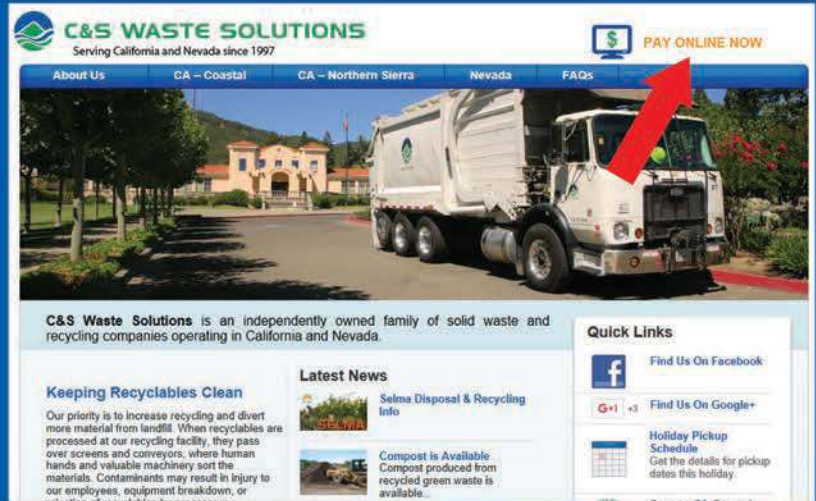 C&S WASTE SOLUTIONS
Serving California and Nevada since 1997
$ PAY ONLINE NOW
About Us CA – Coastal CA – Northern Sierra Nevada FAQs
C&S Waste Solutions is an independently owned family of solid waste and
recycling companies operating in California and Nevada.
Keeping Recyclables Clean
Our priority is to increase recycling and divert
more material from landfill. When recyclables are
processed at our recycling facility, they pass
over screens and conveyors, where human
hands and valuable machinery sort the
materials. Contaminants may result in injury to
our employees, equipment breakdown, or
Latest News
SELMA
Selma Disposal & Recycling
Info
Compost is Available
Compost produced from
recycled green waste is
available...
Quick Links
f Find Us On Facebook
G+1 +3 Find Us On Google+
Holiday Pickup
Schedule
Get the details for pickup
dates this holiday.